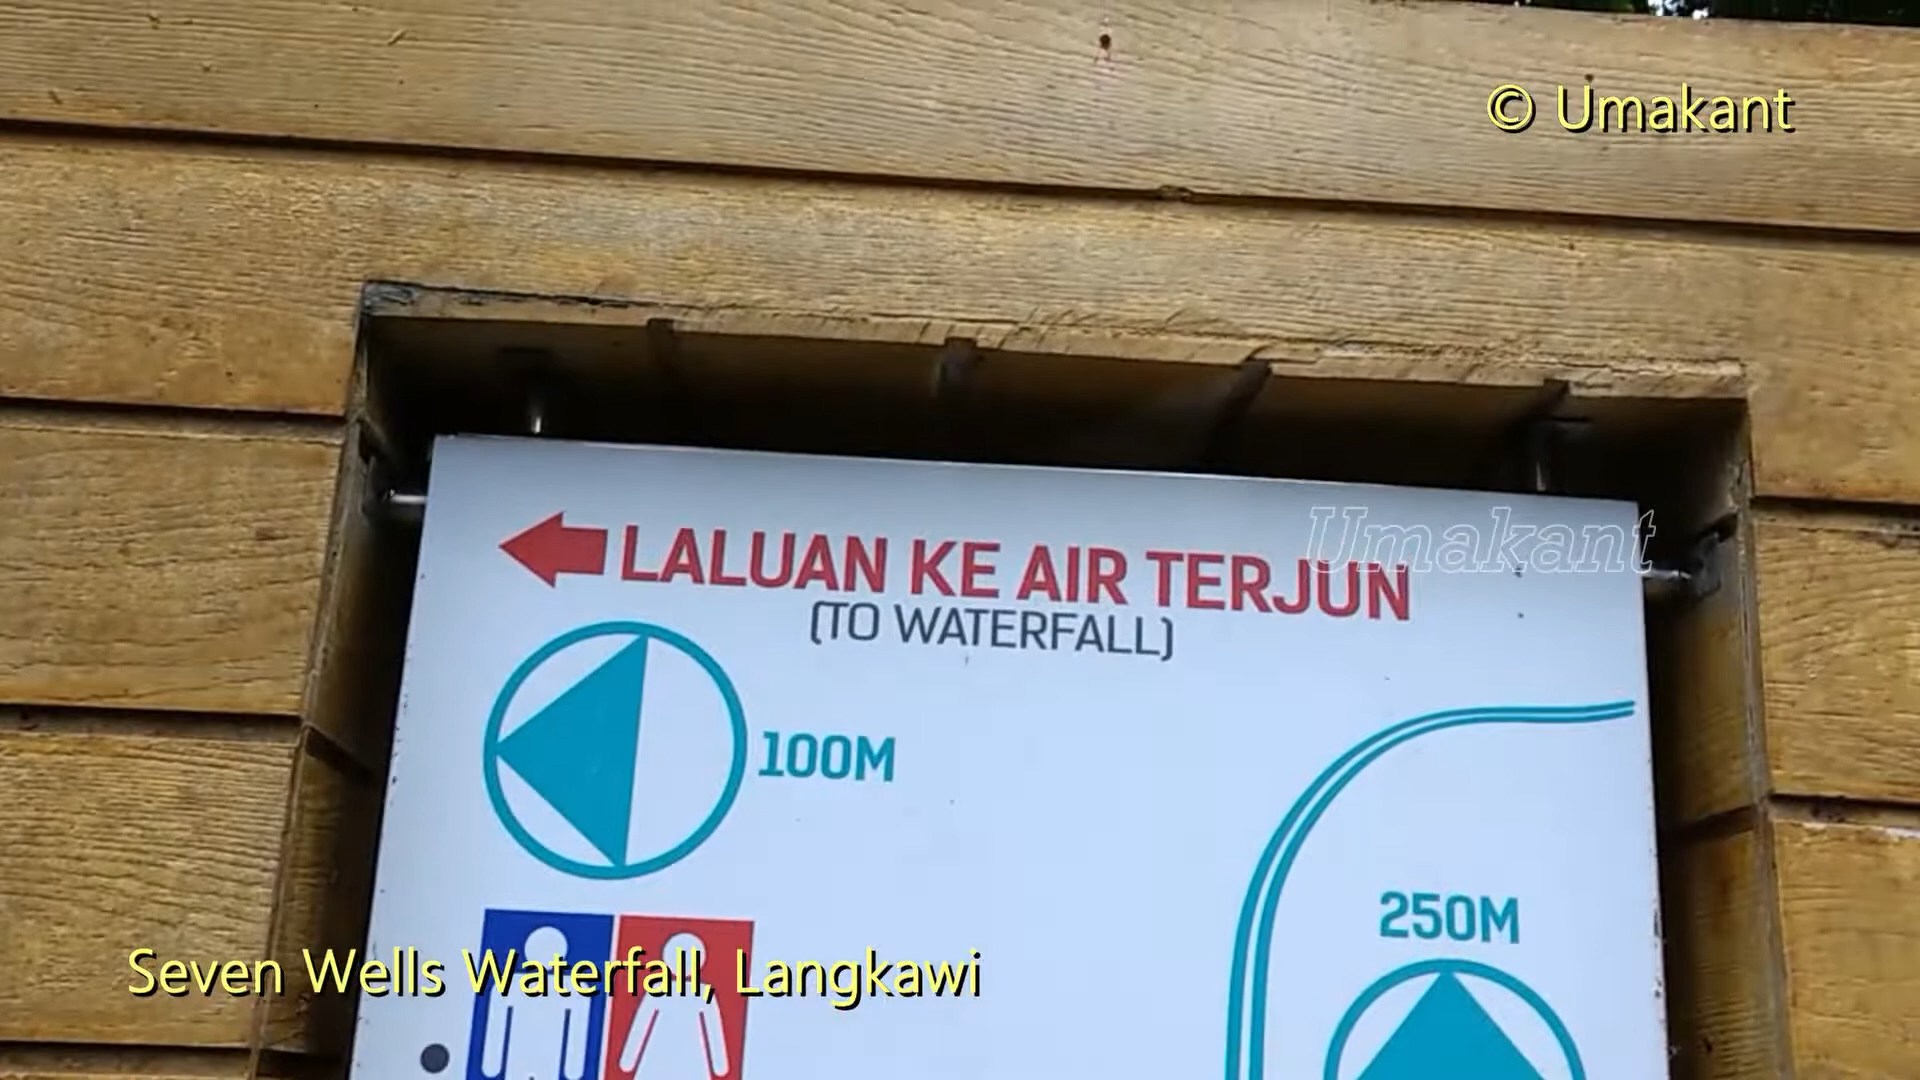 © Umakant
LALUAN KE AIR TERJUN
Umakant
(TO WATERFALL)
100M
250M
Seven Wells Waterfall, Langkawi